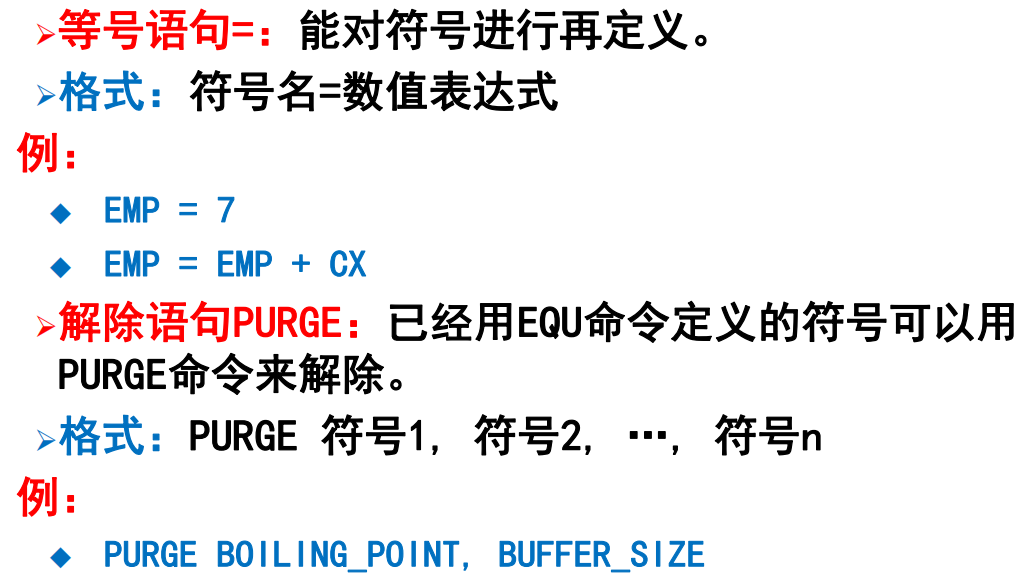 ➢等号语句=：能对符号进行再定义。
➢格式：符号名=数值表达式
例：
◆ EMP = 7
◆ EMP = EMP + CX
➢解除语句PURGE：已经用EQU命令定义的符号可以用
PURGE命令来解除。
➢格式：PURGE 符号1, 符号2, …, 符号n
例：
◆ PURGE BOILING_POINT, BUFFER_SIZE